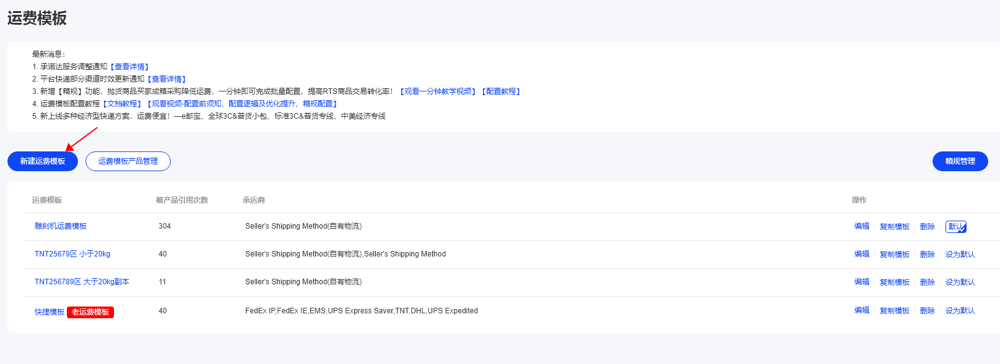 运费模板
最新消息：
1. 承诺达服务调整通知【查看详情】
2. 平台快递部分渠道时效更新通知【查看详情】
3. 新增【箱规】功能，抛货商品买家成箱采购降低运费，一分钟即可完成批量配置，提高RTS商品交易转化率！【观看一分钟教学视频】【配置教程】
4. 运费模板配置教程【文档教程】【观看视频-配置前须知、配置逻辑及优化提升、箱规配置】
5. 新上线多种经济型快递方案，运费便宜！—e邮宝、全球3C&普货小包、标准3C&普货专线、中美经济专线
新建运费模板 运费模板产品管理 箱规管理
运费模板 被产品引用次数 承运商 操作
雕刻机运费模板 304 Seller's Shipping Method(自有物流) 编辑 复制模板 删除 默认
TNT25679区 小于20kg 40 Seller's Shipping Method(自有物流),Seller's Shipping Method 编辑 复制模板 删除 设为默认
TNT256789区 大于20kg副本 11 Seller's Shipping Method(自有物流) 编辑 复制模板 删除 设为默认
快捷模板 老运费模板 40 FedEx IP,FedEx IE,EMS,UPS Express Saver,TNT,DHL,UPS Expedited 编辑 复制模板 删除 设为默认